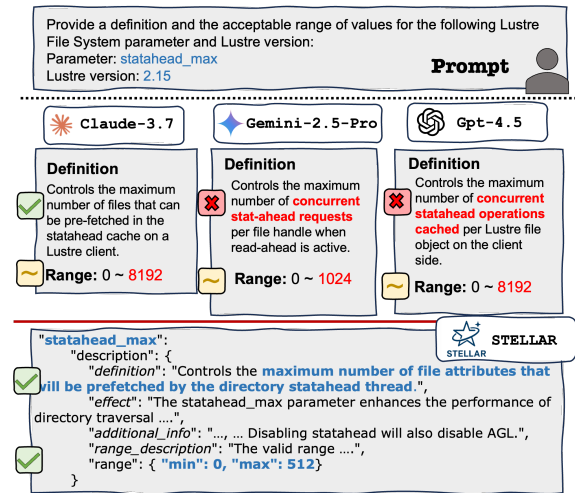 Provide a definition and the acceptable range of values for the following Lustre
File System parameter and Lustre version:
Parameter: statahead_max
Lustre version: 2.15
Prompt
Claude-3.7
Gemini-2.5-Pro
Gpt-4.5
Definition
Controls the maximum
number of files that can
be pre-fetched in the
statahead cache on a
Lustre client.
Range: 0 ~ 8192
Definition
Controls the maximum
number of concurrent
stat-ahead requests
per file handle when
read-ahead is active.
Range: 0 ~ 1024
Definition
Controls the maximum
number of concurrent
statahead operations
cached per Lustre file
object on the client
side.
Range: 0 ~ 8192
STELLAR
STELLAR
"statahead_max":
"description": {
"definition": "Controls the maximum number of file attributes that
will be prefetched by the directory statahead thread.",
"effect": "The statahead_max parameter enhances the performance of
directory traversal ....",
"additional_info": "..., ... Disabling statahead will also disable AGL.",
"range_description": "The valid range ....",
"range": { "min": 0, "max": 512}
}